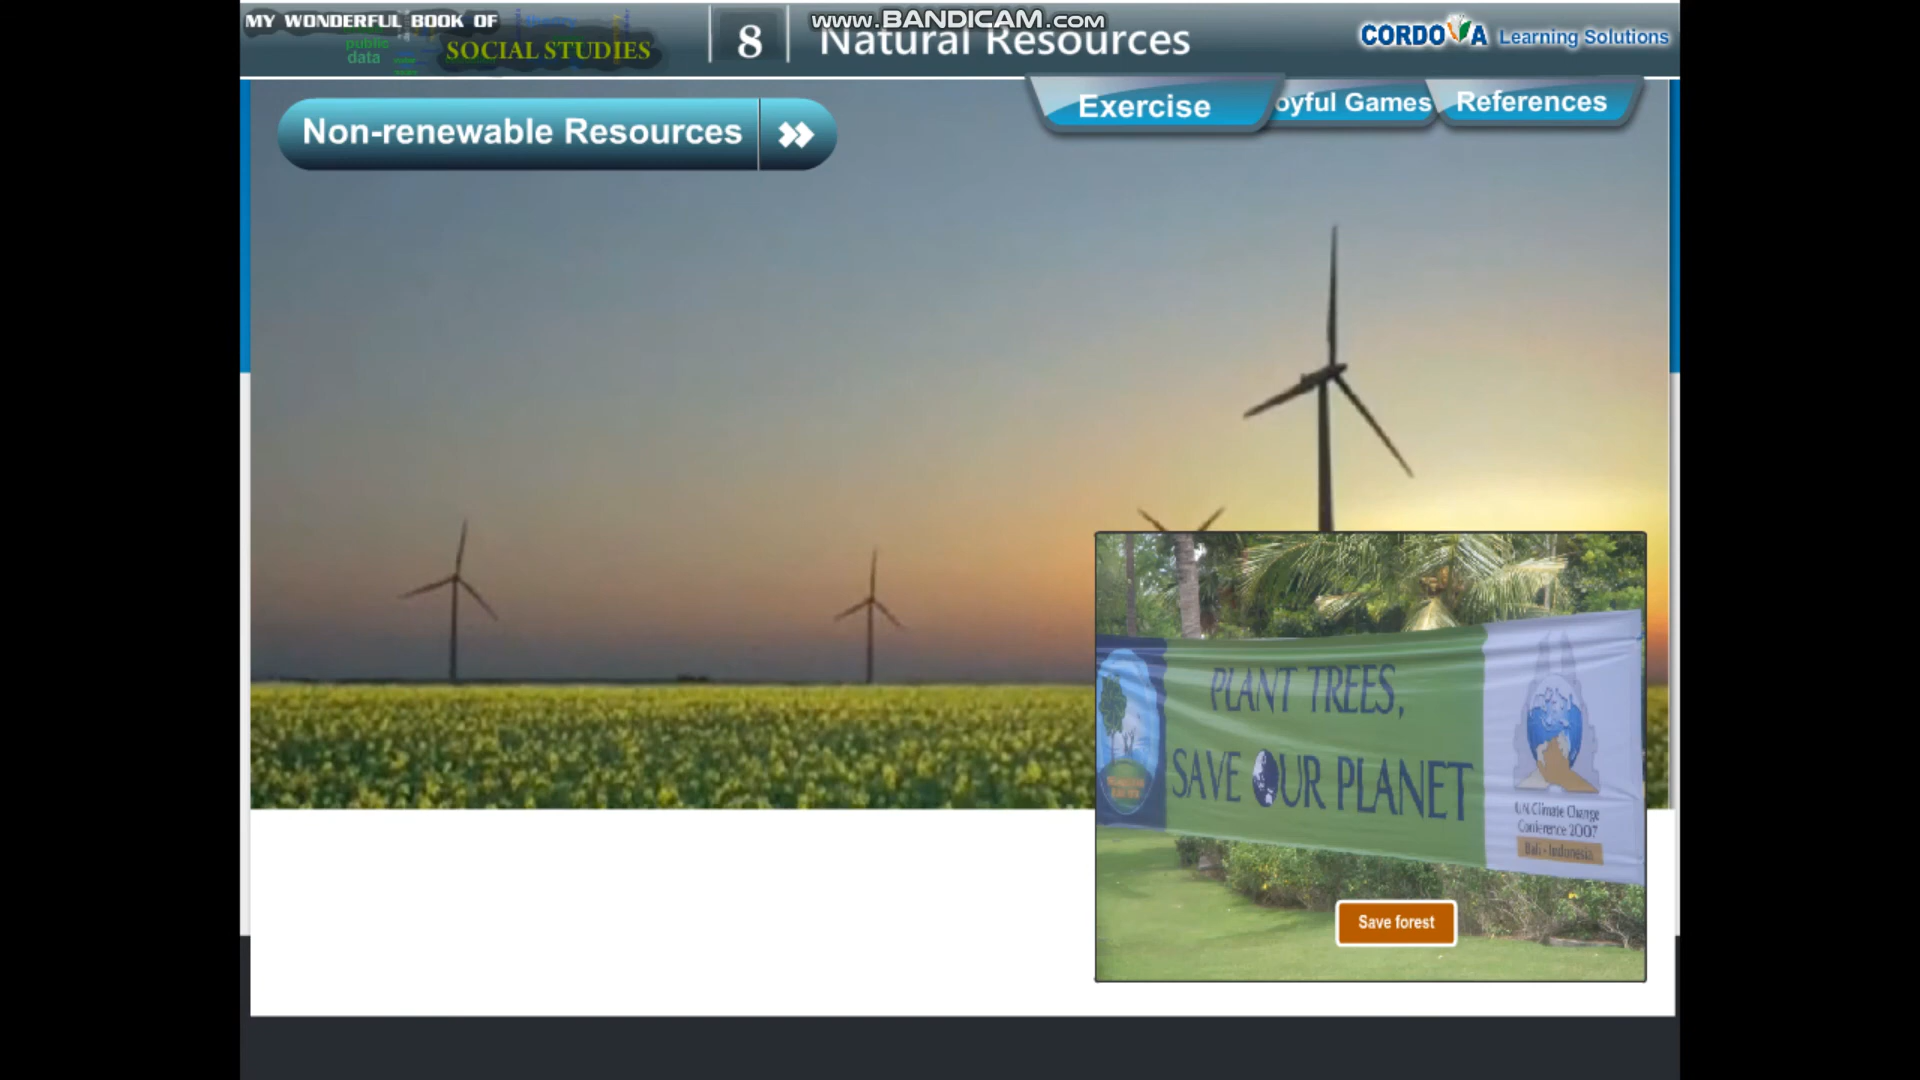 MY WONDERFUL BOOK OF
public
data
SOCIAL STUDIES
8
www.BANDICAM.com
Natural Resources
CORDOVA Learning Solutions
Exercise
oyful Games
References
Non-renewable Resources
PLANT TREES,
SAVE OUR PLANET
UN Climate Change
Conference 2007
Bali - Indonesia
Save forest